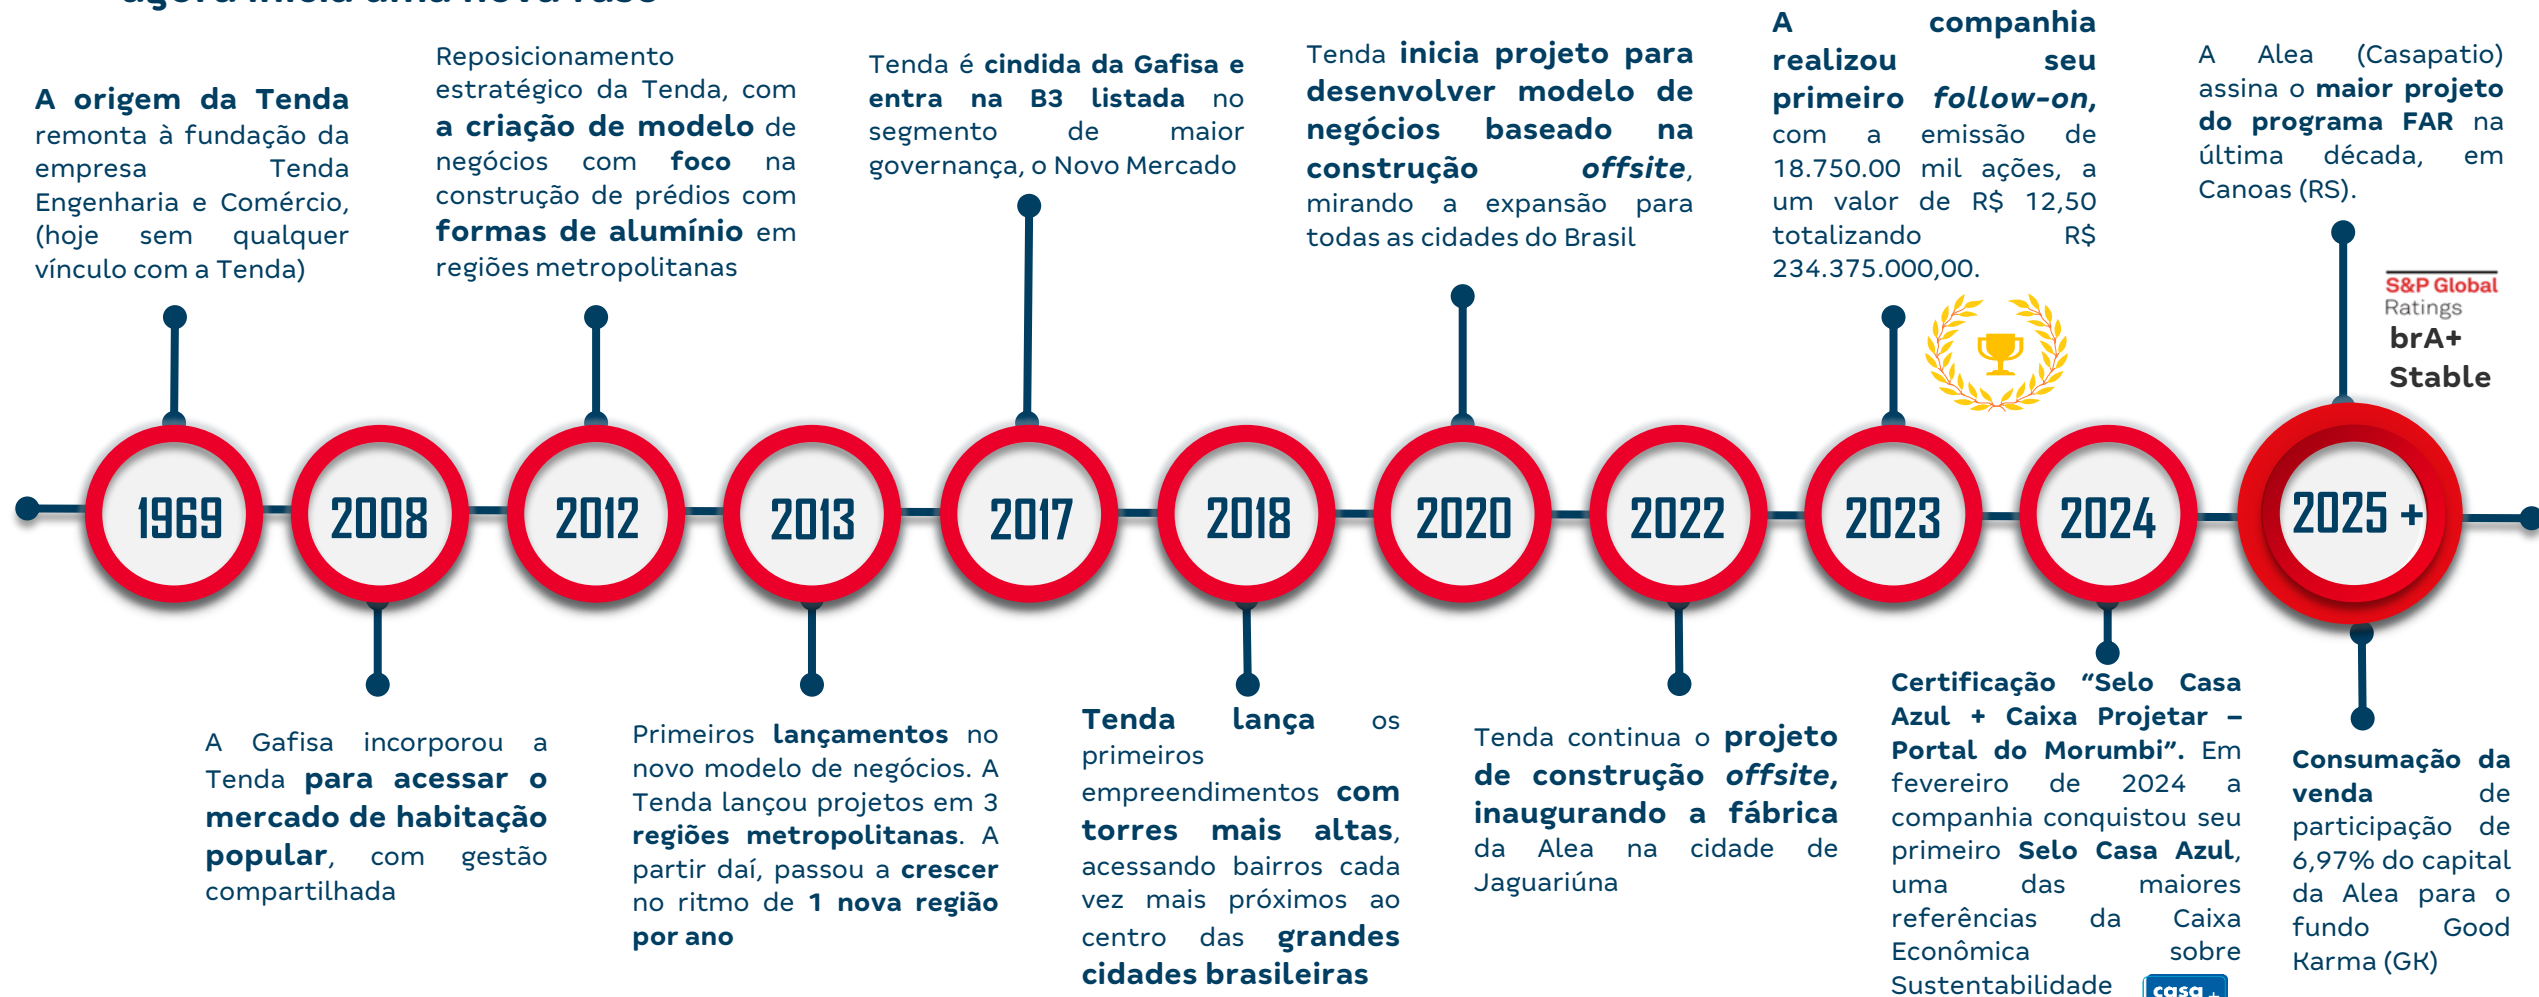 agora inicia uma nova fase
A origem da Tenda
remonta à fundação da
empresa Tenda
Engenharia e Comércio,
(hoje sem qualquer
vínculo com a Tenda)
Reposicionamento
estratégico da Tenda, com
a criação de modelo de
negócios com foco na
construção de prédios com
formas de alumínio em
regiões metropolitanas
Tenda é cindida da Gafisa e
entra na B3 listada no
segmento de maior
governança, o Novo Mercado
Tenda inicia projeto para
desenvolver modelo de
negócios baseado na
construção offsite,
mirando a expansão para
todas as cidades do Brasil
A companhia
realizou seu
primeiro follow-on,
com a emissão de
18.750.00 mil ações, a
um valor de R$ 12,50
totalizando R$
234.375.000,00.
A Alea (Casapatio)
assina o maior projeto
do programa FAR na
última década, em
Canoas (RS).
S&P Global
Ratings
brA+
Stable
1969
2008
2012
2013
2017
2018
2020
2022
2023
2024
2025 +
A Gafisa incorporou a
Tenda para acessar o
mercado de habitação
popular, com gestão
compartilhada
Primeiros lançamentos no
novo modelo de negócios. A
Tenda lançou projetos em 3
regiões metropolitanas. A
partir daí, passou a crescer
no ritmo de 1 nova região
por ano
Tenda lança os
primeiros
empreendimentos com
torres mais altas,
acessando bairros cada
vez mais próximos ao
centro das grandes
cidades brasileiras
Tenda continua o projeto
de construção offsite,
inaugurando a fábrica
da Alea na cidade de
Jaguariúna
Certificação “Selo Casa
Azul + Caixa Projetar –
Portal do Morumbi”. Em
fevereiro de 2024 a
companhia conquistou seu
primeiro Selo Casa Azul,
uma das maiores
referências da Caixa
Econômica sobre
Sustentabilidade
casa +
Consumação da
venda de
participação de
6,97% do capital
da Alea para o
fundo Good
Karma (GK)